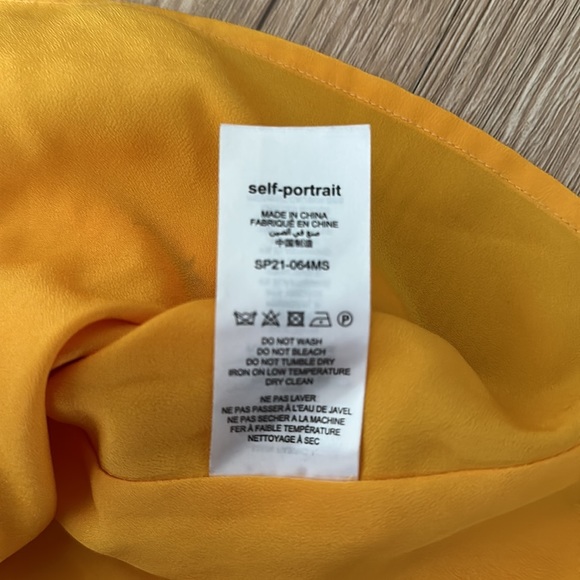 self-portrait
MADE IN CHINA
FABRIQUÉ EN CHINE
صنع في الصين
中国制造
SP21-064MS
DO NOT WASH
DO NOT BLEACH
DO NOT TUMBLE DRY
IRON ON LOW TEMPERATURE
DRY CLEAN
NE PAS LAVER
NE PAS PASSER À L'EAU DE JAVEL
NE PAS SECHER A LA MACHINE
FER À FAIBLE TEMPÉRATURE
NETTOYAGE À SEC